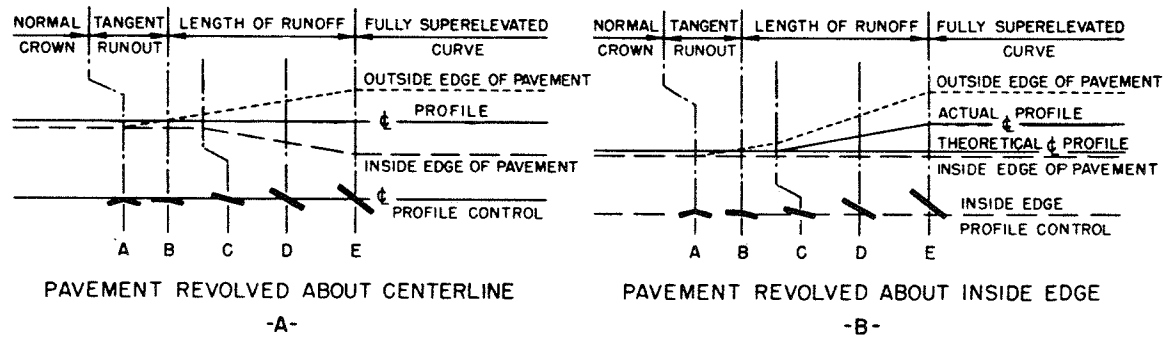 NORMAL TANGENT LENGTH OF RUNOFF FULLY SUPERELEVATED
CROWN RUNOUT CURVE
OUTSIDE EDGE OF PAVEMENT
PROFILE
℄
INSIDE EDGE OF PAVEMENT
℄
PROFILE CONTROL
A B C D E
PAVEMENT REVOLVED ABOUT CENTERLINE
-A-
NORMAL TANGENT LENGTH OF RUNOFF FULLY SUPERELEVATED
CROWN RUNOUT CURVE
OUTSIDE EDGE OF PAVEMENT
ACTUAL ℄ PROFILE
THEORETICAL ℄ PROFILE
INSIDE EDGE OF PAVEMENT
INSIDE EDGE
PROFILE CONTROL
A B C D E
PAVEMENT REVOLVED ABOUT INSIDE EDGE
-B-